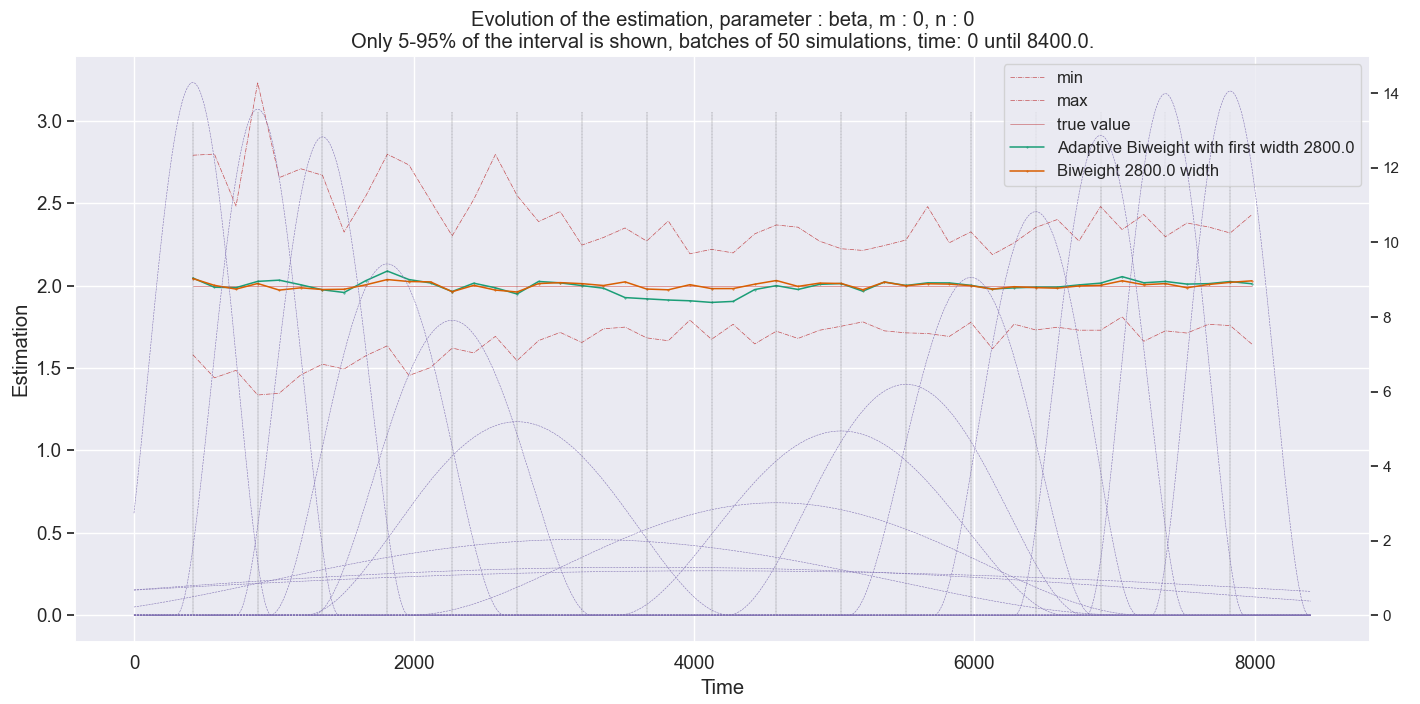 Evolution of the estimation, parameter : beta, m : 0, n : 0
Only 5-95% of the interval is shown, batches of 50 simulations, time: 0 until 8400.0.
min
max
true value
Adaptive Biweight with first width 2800.0
Biweight 2800.0 width
Estimation
3.0
2.5
2.0
1.5
1.0
0.5
0.0
14
12
10
8
6
4
2
0
0
2000
4000
6000
8000
Time